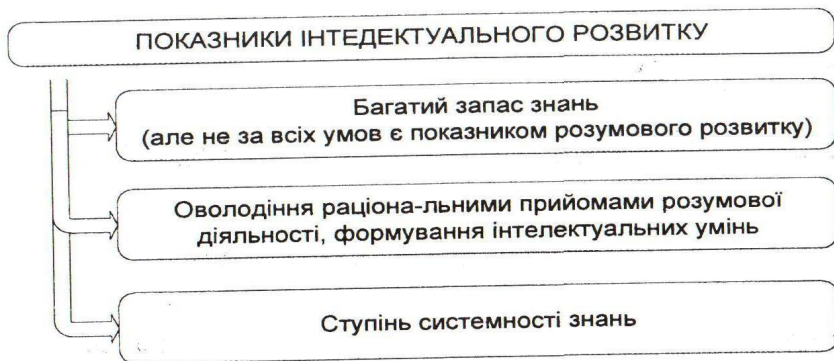 ПОКАЗНИКИ ІНТЕДЕКТУАЛЬНОГО РОЗВИТКУ
Багатий запас знань
(але не за всіх умов є показником розумового розвитку)
Оволодіння раціона-льними прийомами розумової
діяльності, формування інтелектуальних умінь
Ступінь системності знань